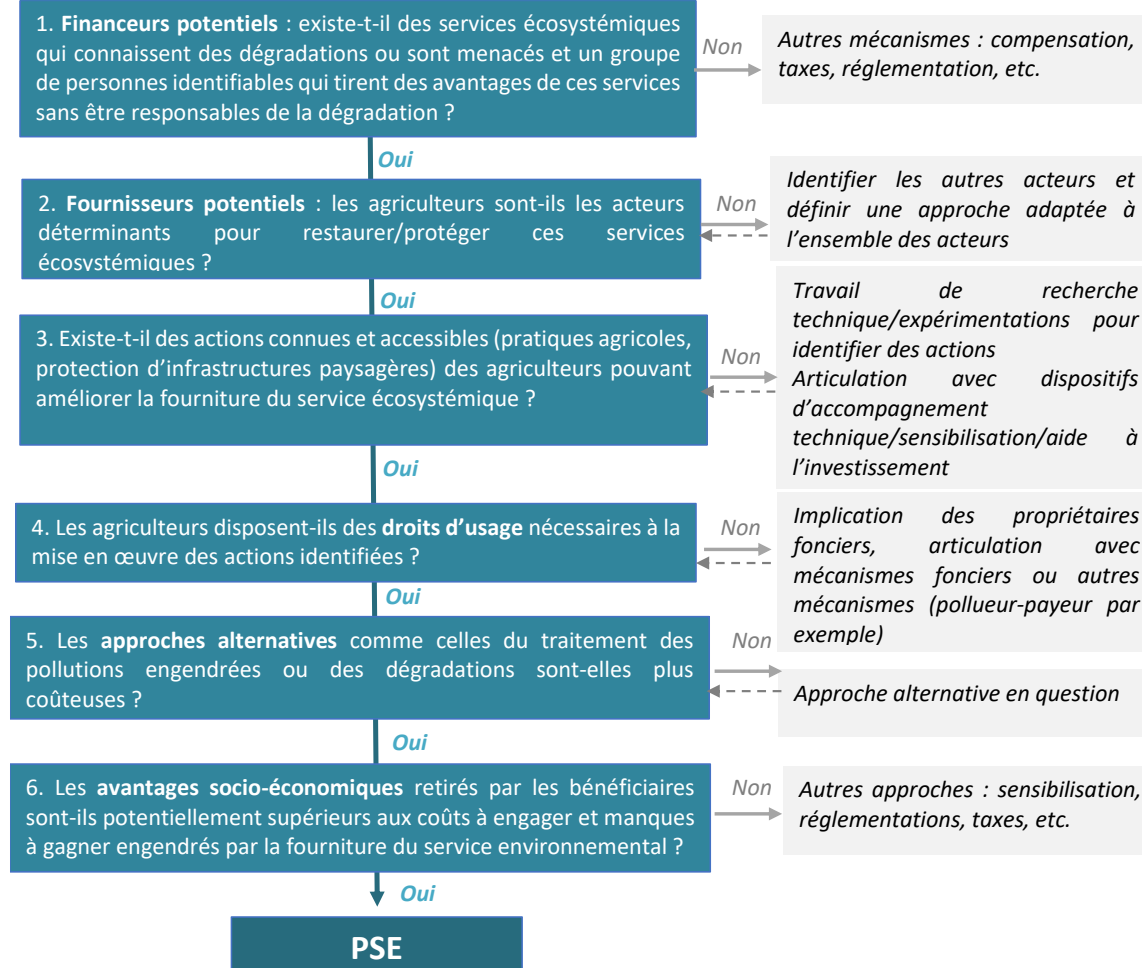 1. Financeurs potentiels : existe-t-il des services écosystémiques
qui connaissent des dégradations ou sont menacés et un groupe
de personnes identifiables qui tirent des avantages de ces services
sans être responsables de la dégradation ?
Non
Autres mécanismes : compensation,
taxes, réglementation, etc.
Oui
2. Fournisseurs potentiels : les agriculteurs sont-ils les acteurs
déterminants pour restaurer/protéger ces services
écosystémiques ?
Non
Identifier les autres acteurs et
définir une approche adaptée à
l'ensemble des acteurs
Oui
3. Existe-t-il des actions connues et accessibles (pratiques agricoles,
protection d'infrastructures paysagères) des agriculteurs pouvant
améliorer la fourniture du service écosystémique ?
Non
Travail de recherche
technique/expérimentations pour
identifier des actions
Articulation avec dispositifs
d'accompagnement
technique/sensibilisation/aide à
l'investissement
Oui
4. Les agriculteurs disposent-ils des droits d'usage nécessaires à la
mise en œuvre des actions identifiées ?
Non
Implication des propriétaires
fonciers, articulation avec
mécanismes fonciers ou autres
mécanismes (pollueur-payeur par
exemple)
Oui
5. Les approches alternatives comme celles du traitement des
pollutions engendrées ou des dégradations sont-elles plus
coûteuses ?
Non
Approche alternative en question
Oui
6. Les avantages socio-économiques retirés par les bénéficiaires
sont-ils potentiellement supérieurs aux coûts à engager et manques
à gagner engendrés par la fourniture du service environnemental ?
Non
Autres approches : sensibilisation,
réglementations, taxes, etc.
Oui
PSE